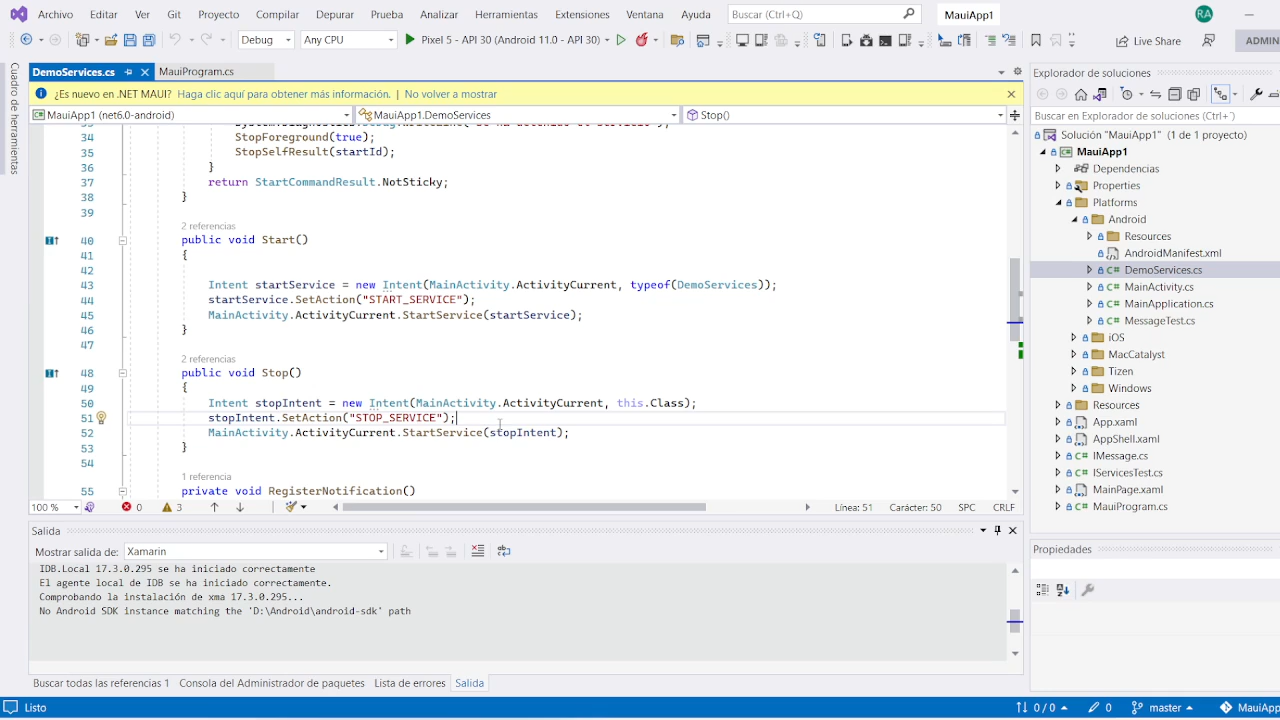 Archivo Editar Ver Git Proyecto Compilar Depurar Prueba Analizar Herramientas Extensiones Ventana Ayuda Buscar (Ctrl+Q) MauiApp1 RA
Debug Any CPU Pixel 5 - API 30 (Android 11.0 - API 30) Live Share ADMIN
Cuadro de herramientas
DemoServices.cs MauiProgram.cs
¿Es nuevo en .NET MAUI? Haga clic aquí para obtener más información. | No volver a mostrar
MauiApp1 (net6.0-android) MauiApp1.DemoServices Stop()
34 StopForeground(true);
35 StopSelfResult(startId);
36 }
37 return StartCommandResult.NotSticky;
38 }
39
2 referencias
40 public void Start()
41 {
42
43 Intent startService = new Intent(MainActivity.ActivityCurrent, typeof(DemoServices));
44 startService.SetAction("START_SERVICE");
45 MainActivity.ActivityCurrent.StartService(startService);
46 }
47
2 referencias
48 public void Stop()
49 {
50 Intent stopIntent = new Intent(MainActivity.ActivityCurrent, this.Class);
51 stopIntent.SetAction("STOP_SERVICE");
52 MainActivity.ActivityCurrent.StartService(stopIntent);
53 }
54
1 referencia
55 private void RegisterNotification()
100 % 0 3 Línea: 51 Carácter: 50 SPC CRLF
Salida
Mostrar salida de: Xamarin
IDB.Local 17.3.0.295 se ha iniciado correctamente
El agente local de IDB se ha iniciado correctamente.
Comprobando la instalación de xma 17.3.0.295...
No Android SDK instance matching the 'D:\Android\android-sdk' path
Buscar todas las referencias 1 Consola del Administrador de paquetes Lista de errores Salida
Explorador de soluciones
Buscar en Explorador de soluciones (Ctrl+
Solución "MauiApp1" (1 de 1 proyecto)
MauiApp1
Dependencias
Properties
Platforms
Android
Resources
AndroidManifest.xml
DemoServices.cs
MainActivity.cs
MainApplication.cs
MessageTest.cs
iOS
MacCatalyst
Tizen
Windows
Resources
App.xaml
AppShell.xaml
IMessage.cs
IServicesTest.cs
MainPage.xaml
MauiProgram.cs
Propiedades
Listo 0 / 0 0 master MauiApp